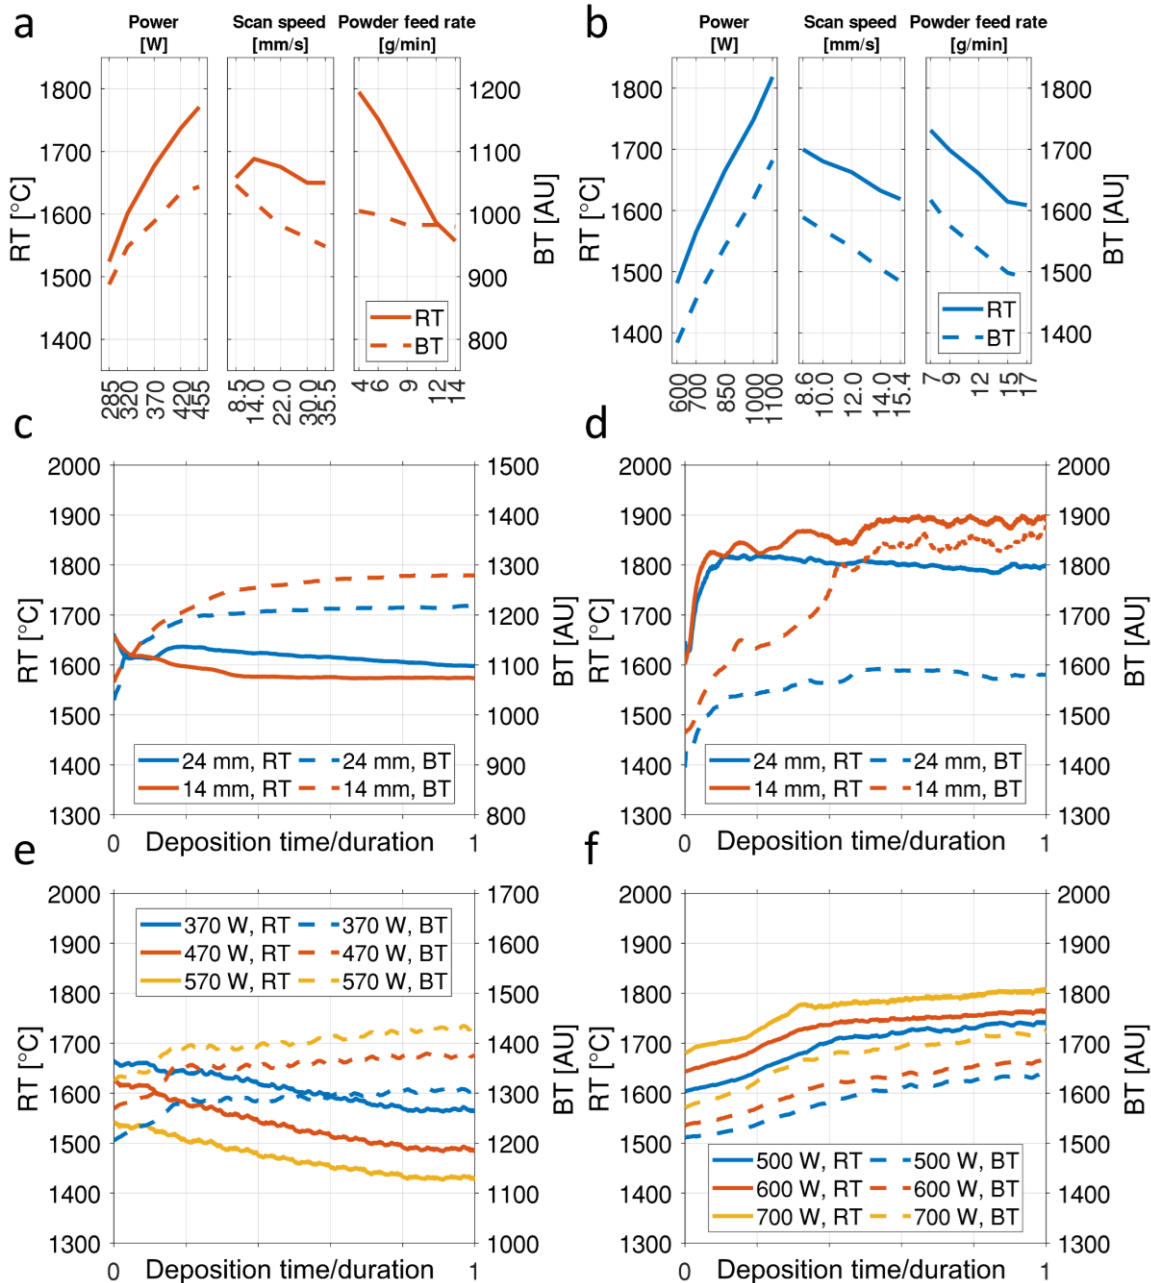 a
Power
[W]
Scan speed
[mm/s]
Powder feed rate
[g/min]
RT [°C]
1800
1700
1600
1500
1400
1200
1100
1000
900
800
BT [AU]
RT
BT
285
320
370
420
455
8.5
14.0
22.0
30.0
35.5
4
6
9
12
14
b
Power
[W]
Scan speed
[mm/s]
Powder feed rate
[g/min]
RT [°C]
1800
1700
1600
1500
1400
1800
1700
1600
1500
1400
BT [AU]
RT
BT
600
700
850
1000
1100
8.6
10.0
12.0
14.0
15.4
7
9
12
15
17
c
RT [°C]
2000
1900
1800
1700
1600
1500
1400
1300
1500
1400
1300
1200
1100
1000
900
800
BT [AU]
24 mm, RT
24 mm, BT
14 mm, RT
14 mm, BT
0
Deposition time/duration
1
d
RT [°C]
2000
1900
1800
1700
1600
1500
1400
1300
2000
1900
1800
1700
1600
1500
1400
1300
BT [AU]
24 mm, RT
24 mm, BT
14 mm, RT
14 mm, BT
0
Deposition time/duration
1
e
RT [°C]
2000
1900
1800
1700
1600
1500
1400
1300
1700
1600
1500
1400
1300
1200
1100
1000
BT [AU]
370 W, RT
370 W, BT
470 W, RT
470 W, BT
570 W, RT
570 W, BT
0
Deposition time/duration
1
f
RT [°C]
2000
1900
1800
1700
1600
1500
1400
1300
2000
1900
1800
1700
1600
1500
1400
1300
BT [AU]
500 W, RT
500 W, BT
600 W, RT
600 W, BT
700 W, RT
700 W, BT
0
Deposition time/duration
1